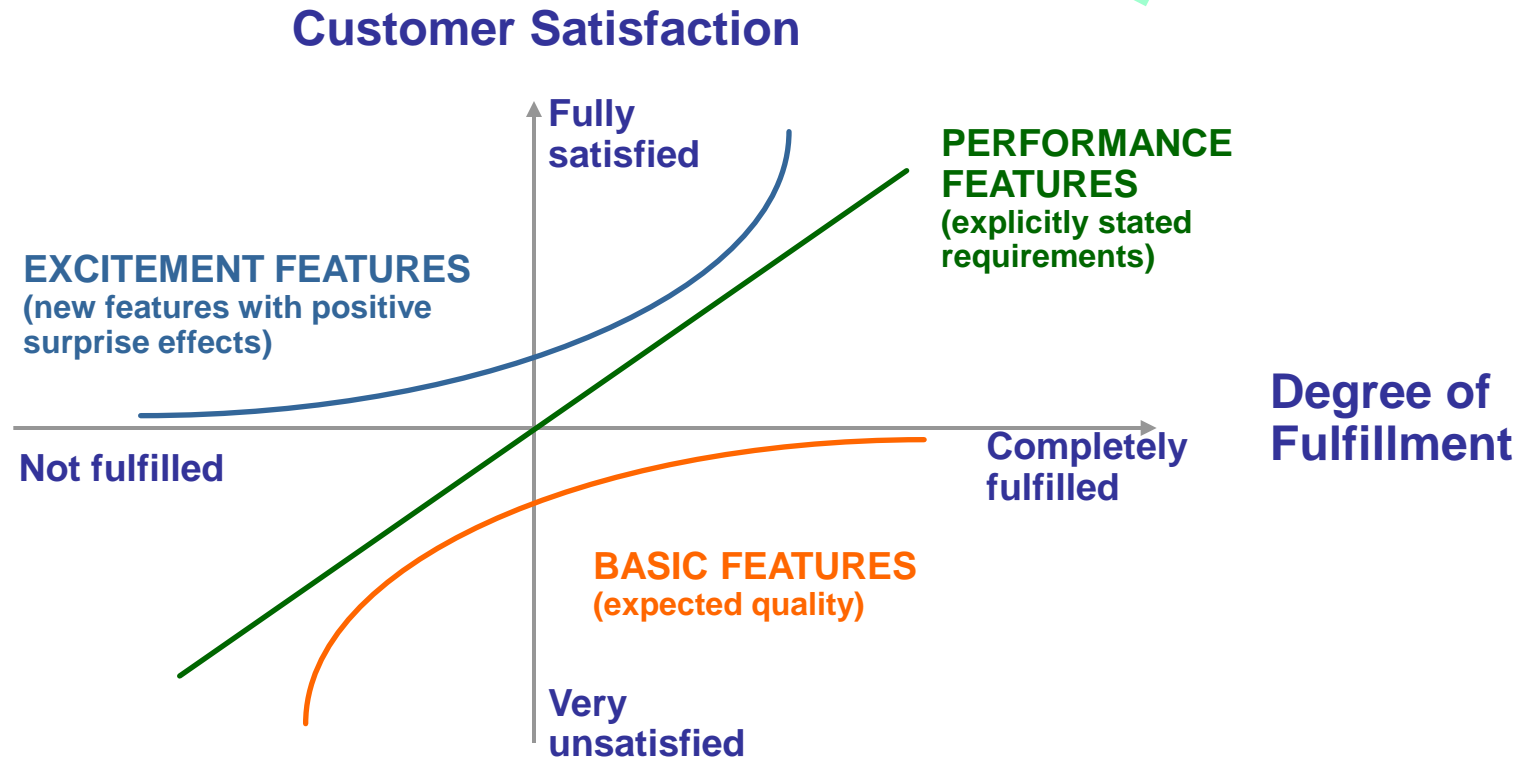 Customer Satisfaction
Fully
satisfied
PERFORMANCE
FEATURES
(explicitly stated
requirements)
EXCITEMENT FEATURES
(new features with positive
surprise effects)
Degree of
Fulfillment
Not fulfilled
Completely
fulfilled
BASIC FEATURES
(expected quality)
Very
unsatisfied